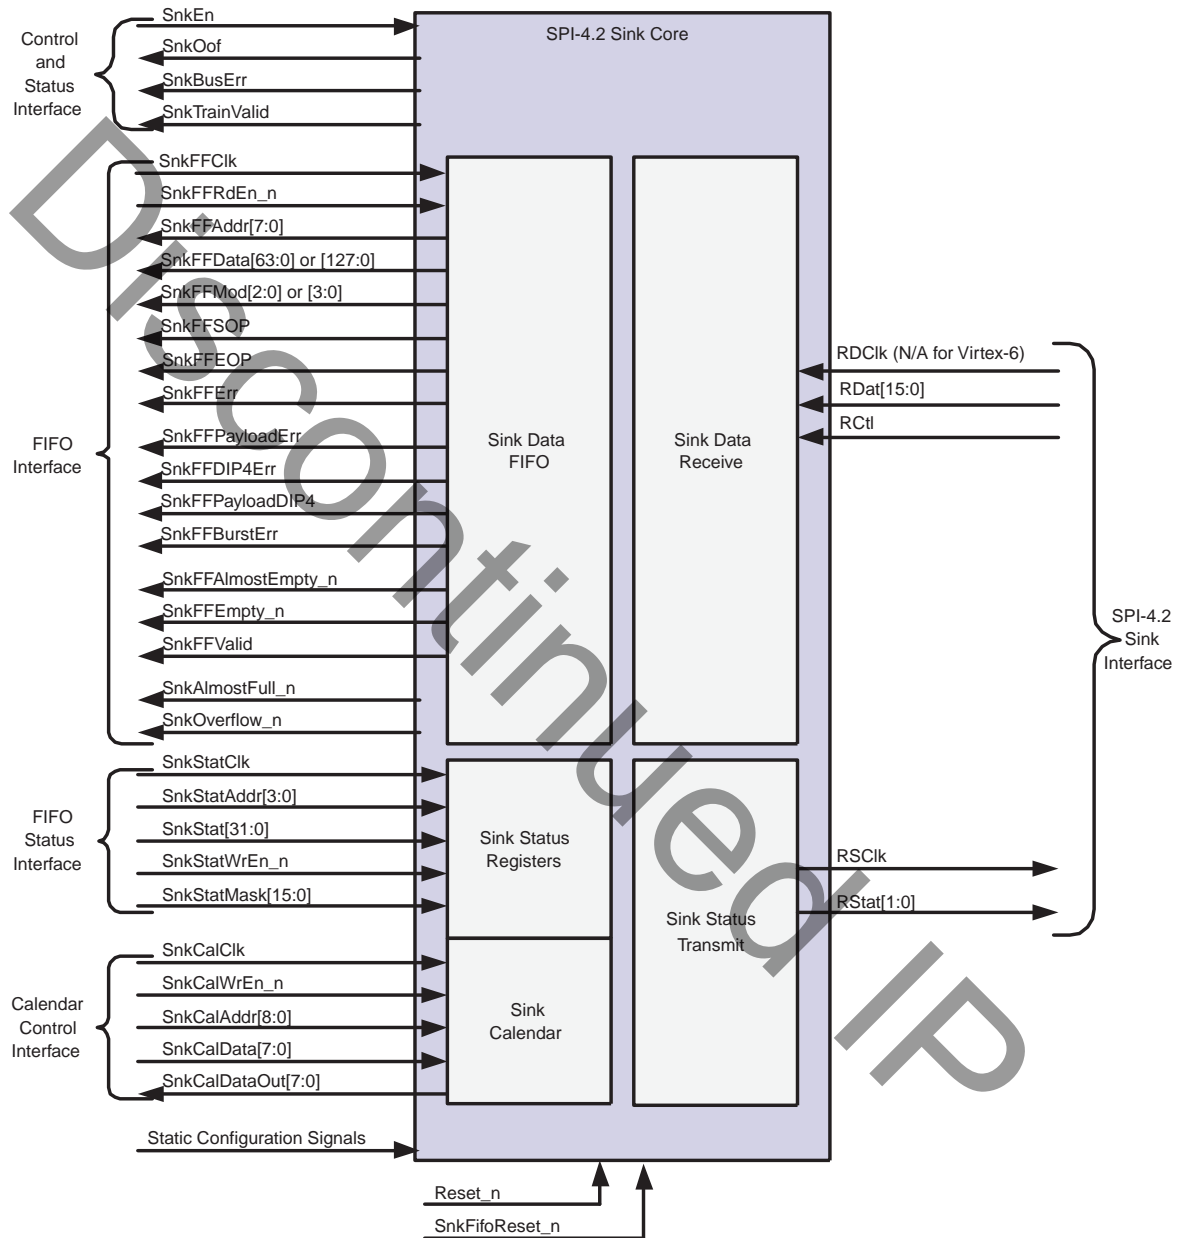 SPI-4.2 Sink Core
Control
and
Status
Interface
SnkEn
SnkOof
SnkBusErr
SnkTrainValid
FIFO
Interface
SnkFFClk
SnkFFRdEn_n
SnkFFAddr[7:0]
SnkFFData[63:0] or [127:0]
SnkFFMod[2:0] or [3:0]
SnkFFSOP
SnkFFEOP
SnkFFErr
SnkFFPayloadErr
SnkFFDIP4Err
SnkFFPayloadDIP4
SnkFFBurstErr
SnkFFAlmostEmpty_n
SnkFFEmpty_n
SnkFFValid
SnkAlmostFull_n
SnkOverflow_n
Sink Data
FIFO
Sink Data
Receive
RDClk (N/A for Virtex-6)
RDat[15:0]
RCtl
SPI-4.2
Sink
Interface
FIFO
Status
Interface
SnkStatClk
SnkStatAddr[3:0]
SnkStat[31:0]
SnkStatWrEn_n
SnkStatMask[15:0]
Sink Status
Registers
Sink Status
Transmit
RSClk
RStat[1:0]
Calendar
Control
Interface
SnkCalClk
SnkCalWrEn_n
SnkCalAddr[8:0]
SnkCalData[7:0]
SnkCalDataOut[7:0]
Sink
Calendar
Static Configuration Signals
Reset_n
SnkFifoReset_n
Discontinued IP